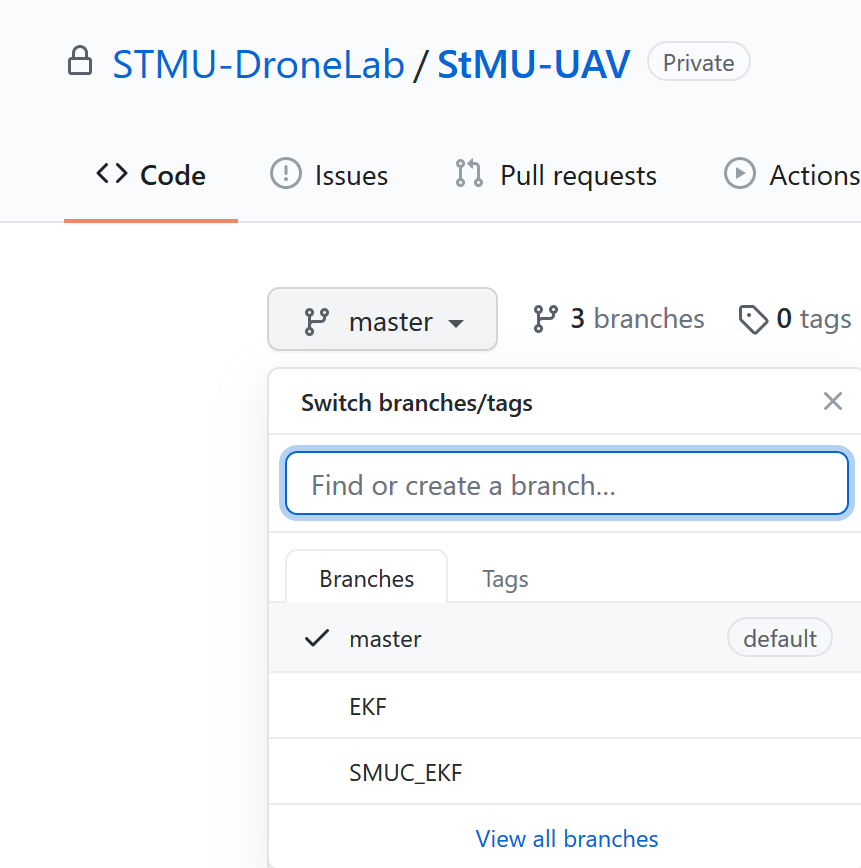 STMU-DroneLab / StMU-UAV Private
Code Issues Pull requests Actions
master 3 branches 0 tags
Switch branches/tags
Find or create a branch...
Branches Tags
master default
EKF
SMUC_EKF
View all branches